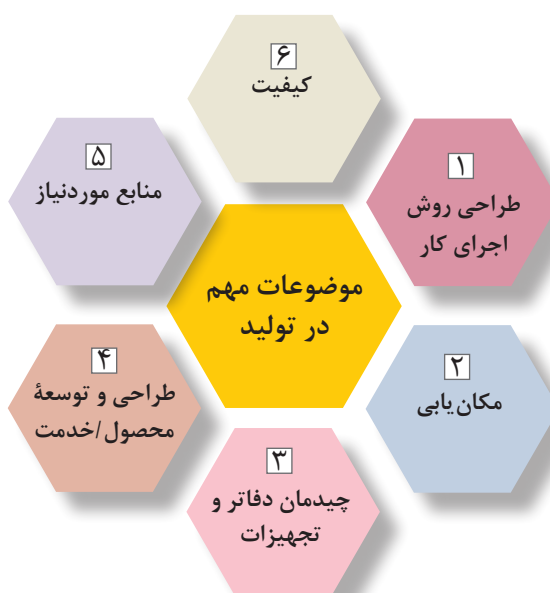 موضوعات مهم
در تولید
۱
طراحی روش
اجرای کار
۲
مکان‌یابی
۳
چیدمان دفاتر و
تجهیزات
۴
طراحی و توسعهٔ
محصول/خدمت
۵
منابع موردنیاز
۶
کیفیت